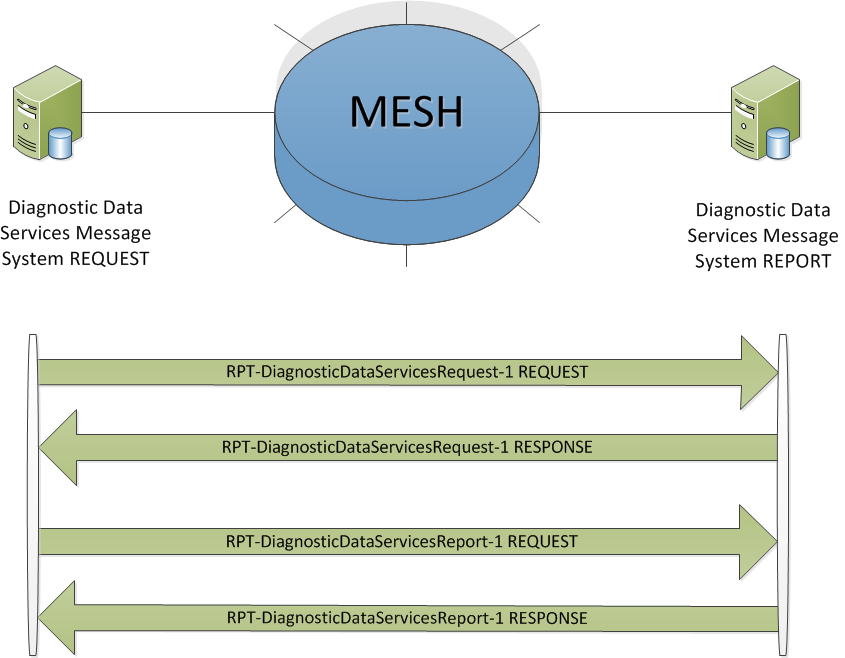 MESH
Diagnostic Data
Services Message
System REQUEST
Diagnostic Data
Services Message
System REPORT
RPT-DiagnosticDataServicesRequest-1 REQUEST
RPT-DiagnosticDataServicesRequest-1 RESPONSE
RPT-DiagnosticDataServicesReport-1 REQUEST
RPT-DiagnosticDataServicesReport-1 RESPONSE